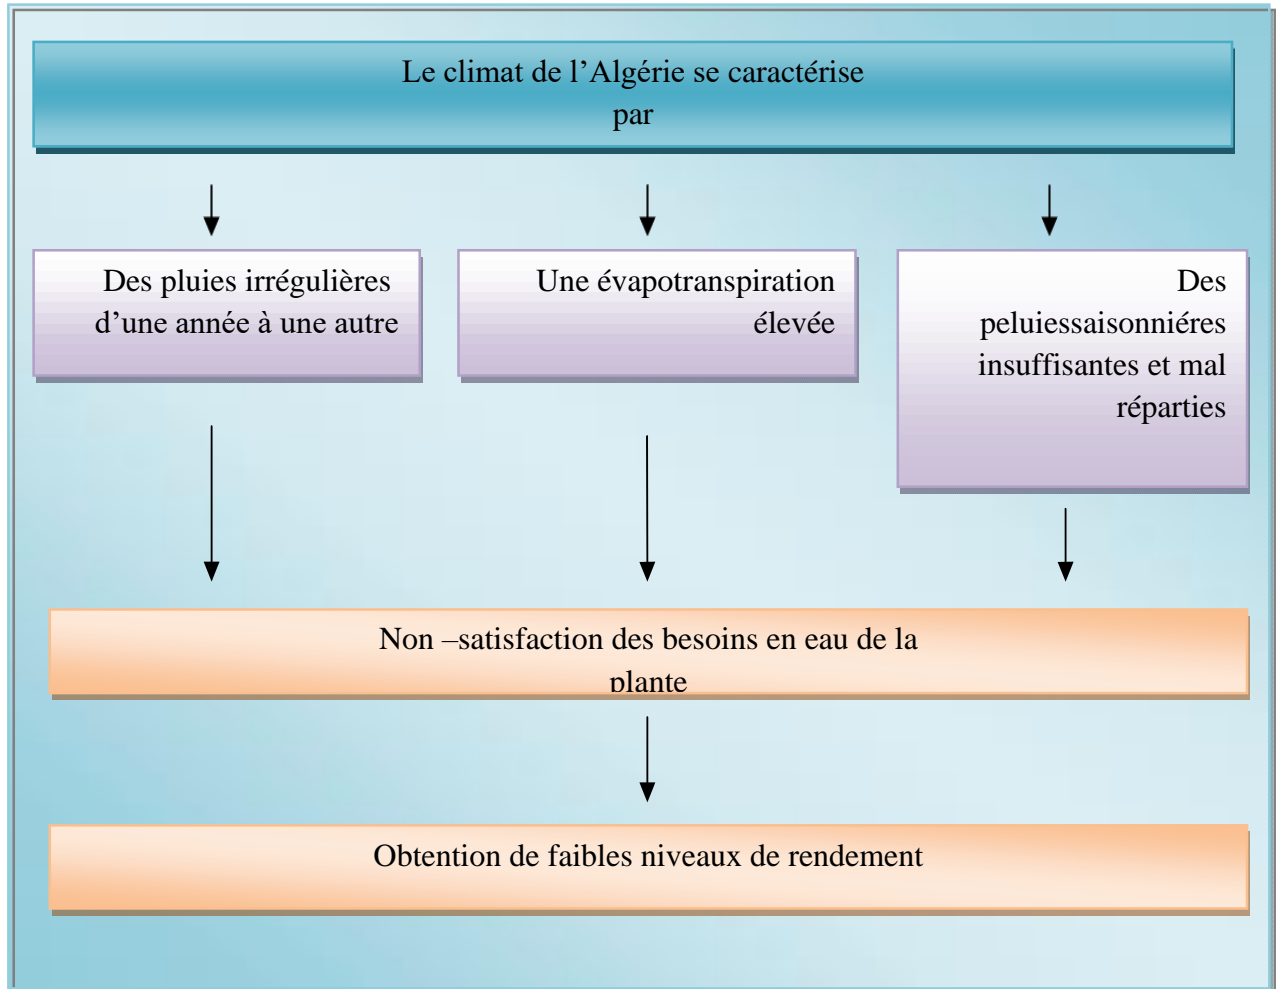 Le climat de l’Algérie se caractérise
par
Des pluies irrégulières
d’une année à une autre
Une évapotranspiration
élevée
Des
peluiessaisonniéres
insuffisantes et mal
réparties
Non –satisfaction des besoins en eau de la
plante
Obtention de faibles niveaux de rendement